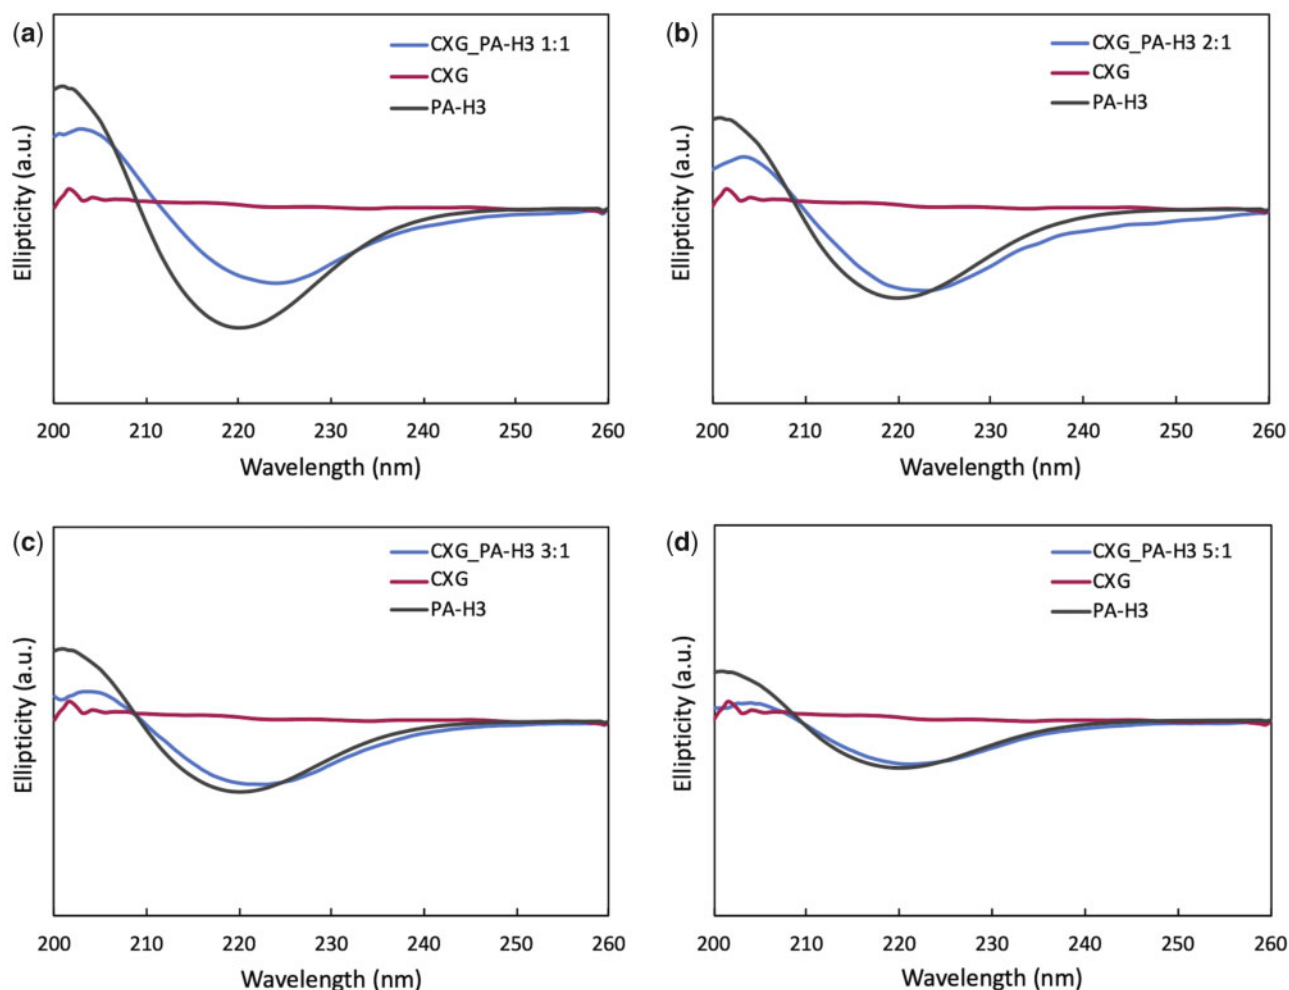 (a)
CXG_PA-H3 1:1
CXG
PA-H3
Ellipticity (a.u.)
200 210 220 230 240 250 260
Wavelength (nm)
(b)
CXG_PA-H3 2:1
CXG
PA-H3
Ellipticity (a.u.)
200 210 220 230 240 250 260
Wavelength (nm)
(c)
CXG_PA-H3 3:1
CXG
PA-H3
Ellipticity (a.u.)
200 210 220 230 240 250 260
Wavelength (nm)
(d)
CXG_PA-H3 5:1
CXG
PA-H3
Ellipticity (a.u.)
200 210 220 230 240 250 260
Wavelength (nm)